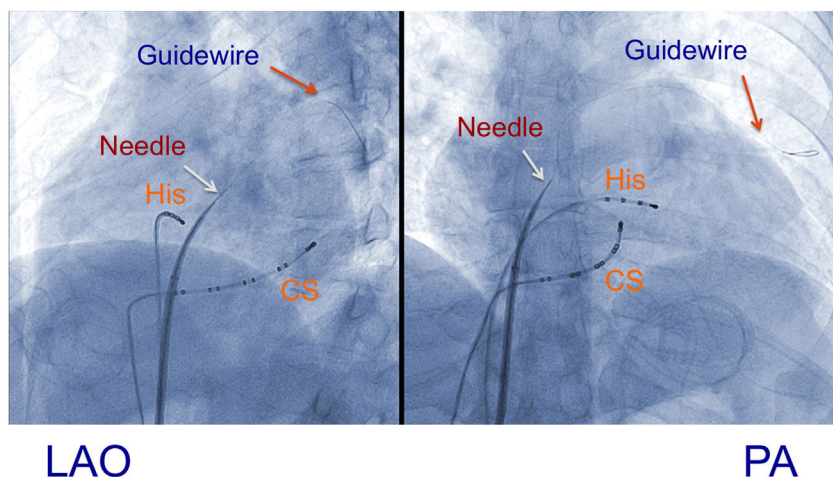 Guidewire
Needle
His
CS
Guidewire
Needle
His
CS
LAO
PA